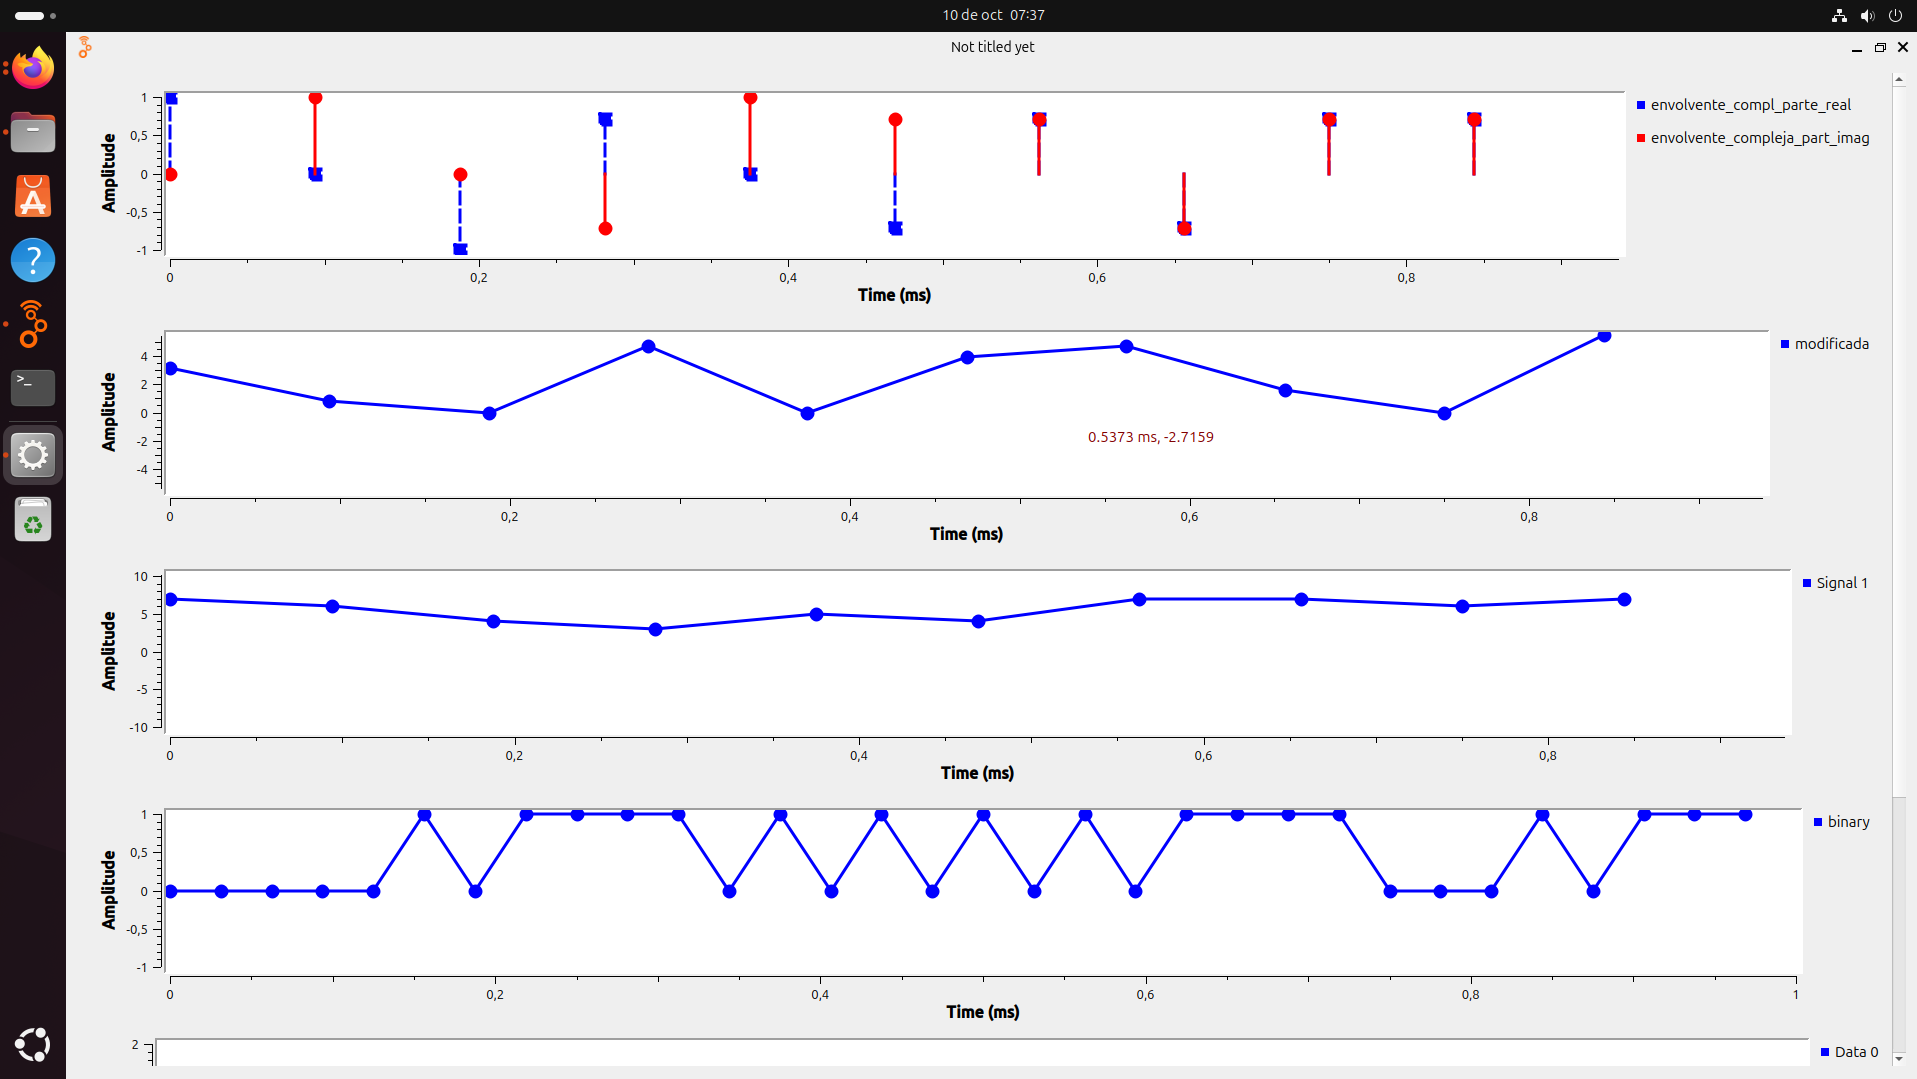 10 de oct 07:37
Not titled yet
1
0,5
0
-0,5
-1
Amplitude
0 0,2 0,4 0,6 0,8
Time (ms)
envolvente_compl_parte_real
envolvente_compleja_part_imag
4
2
0
-2
-4
Amplitude
0.5373 ms, -2.7159
0 0,2 0,4 0,6 0,8
Time (ms)
modificada
10
5
0
-5
-10
Amplitude
0 0,2 0,4 0,6 0,8
Time (ms)
Signal 1
1
0,5
0
-0,5
-1
Amplitude
0 0,2 0,4 0,6 0,8 1
Time (ms)
binary
2
Data 0